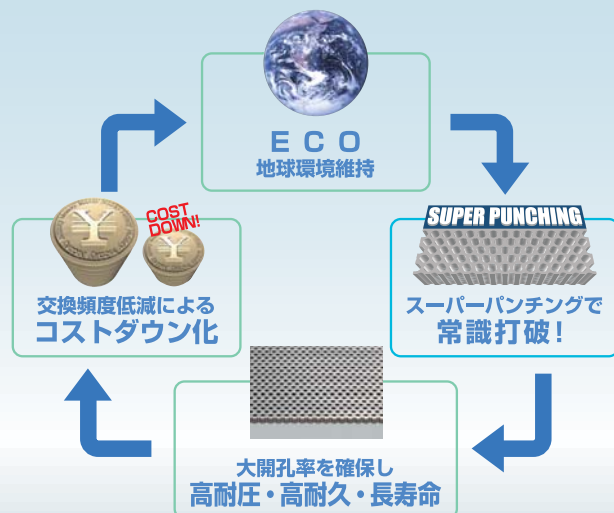 ECO
地球環境維持
SUPER PUNCHING
スーパーパンチングで
常識打破!
大開孔率を確保し
高耐圧・高耐久・長寿命
COST
DOWN!
交換頻度低減による
コストダウン化